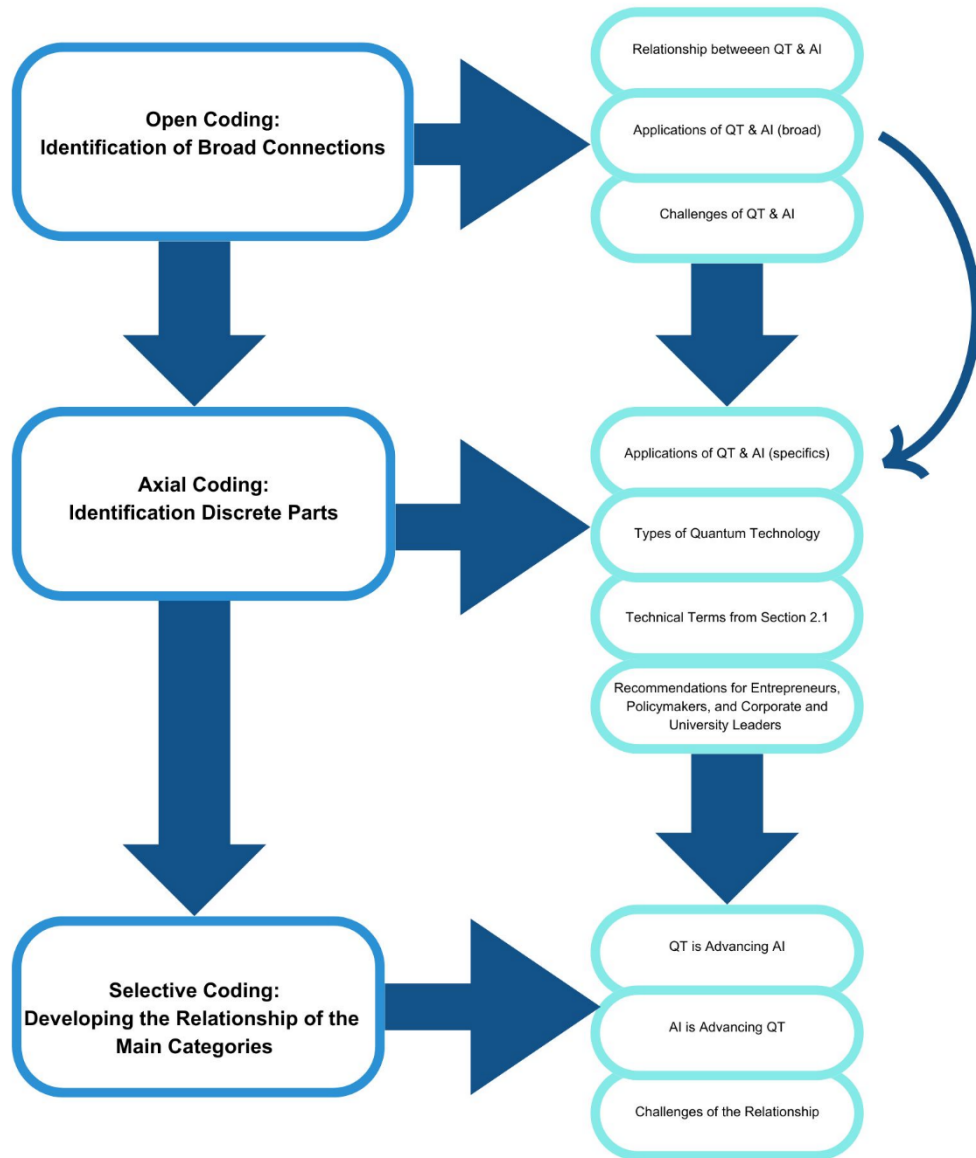 Open Coding:
Identification of Broad Connections
Relationship betweeen QT & AI
Applications of QT & AI (broad)
Challenges of QT & AI
Axial Coding:
Identification Discrete Parts
Applications of QT & AI (specifics)
Types of Quantum Technology
Technical Terms from Section 2.1
Recommendations for Entrepreneurs,
Policymakers, and Corporate and
University Leaders
Selective Coding:
Developing the Relationship of the
Main Categories
QT is Advancing AI
AI is Advancing QT
Challenges of the Relationship